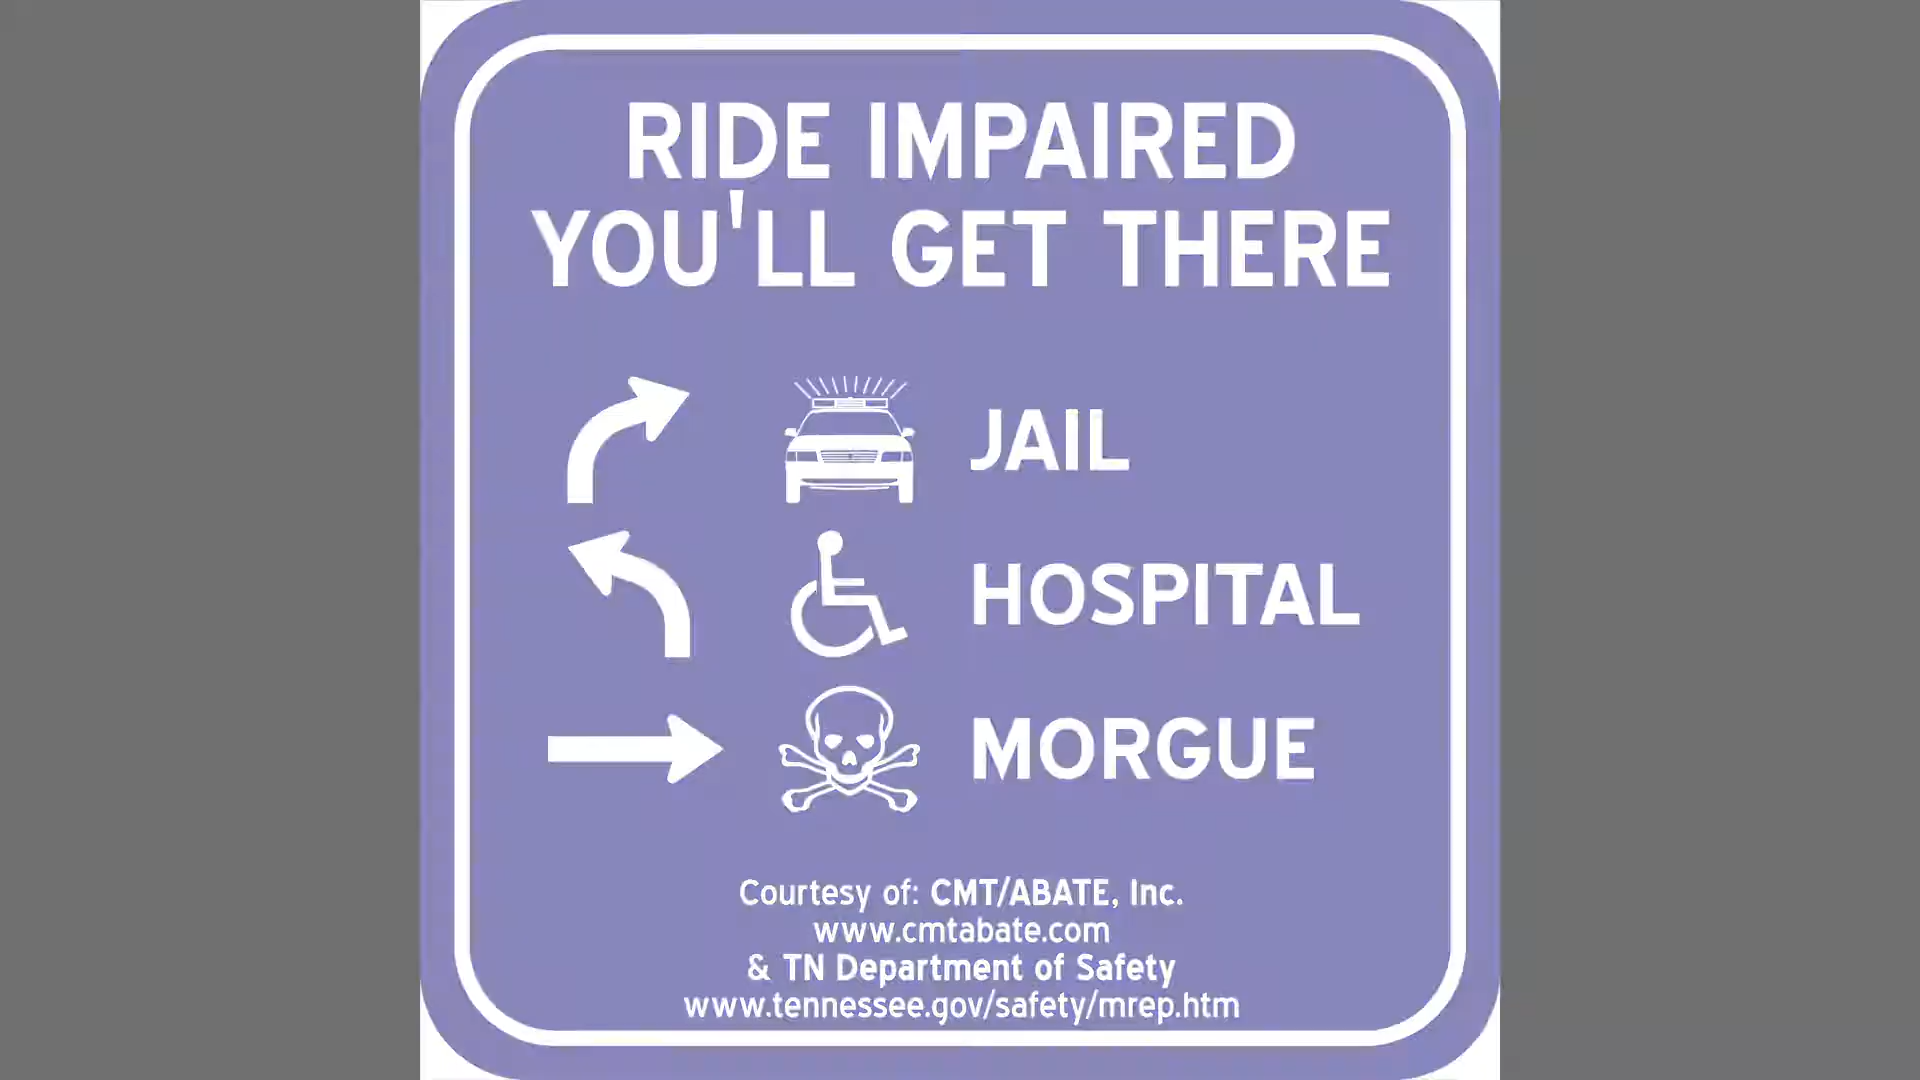 RIDE IMPAIRED
YOU'LL GET THERE
JAIL
HOSPITAL
MORGUE
Courtesy of: CMT/ABATE, Inc.
www.cmtabate.com
& TN Department of Safety
www.tennessee.gov/safety/mrep.htm